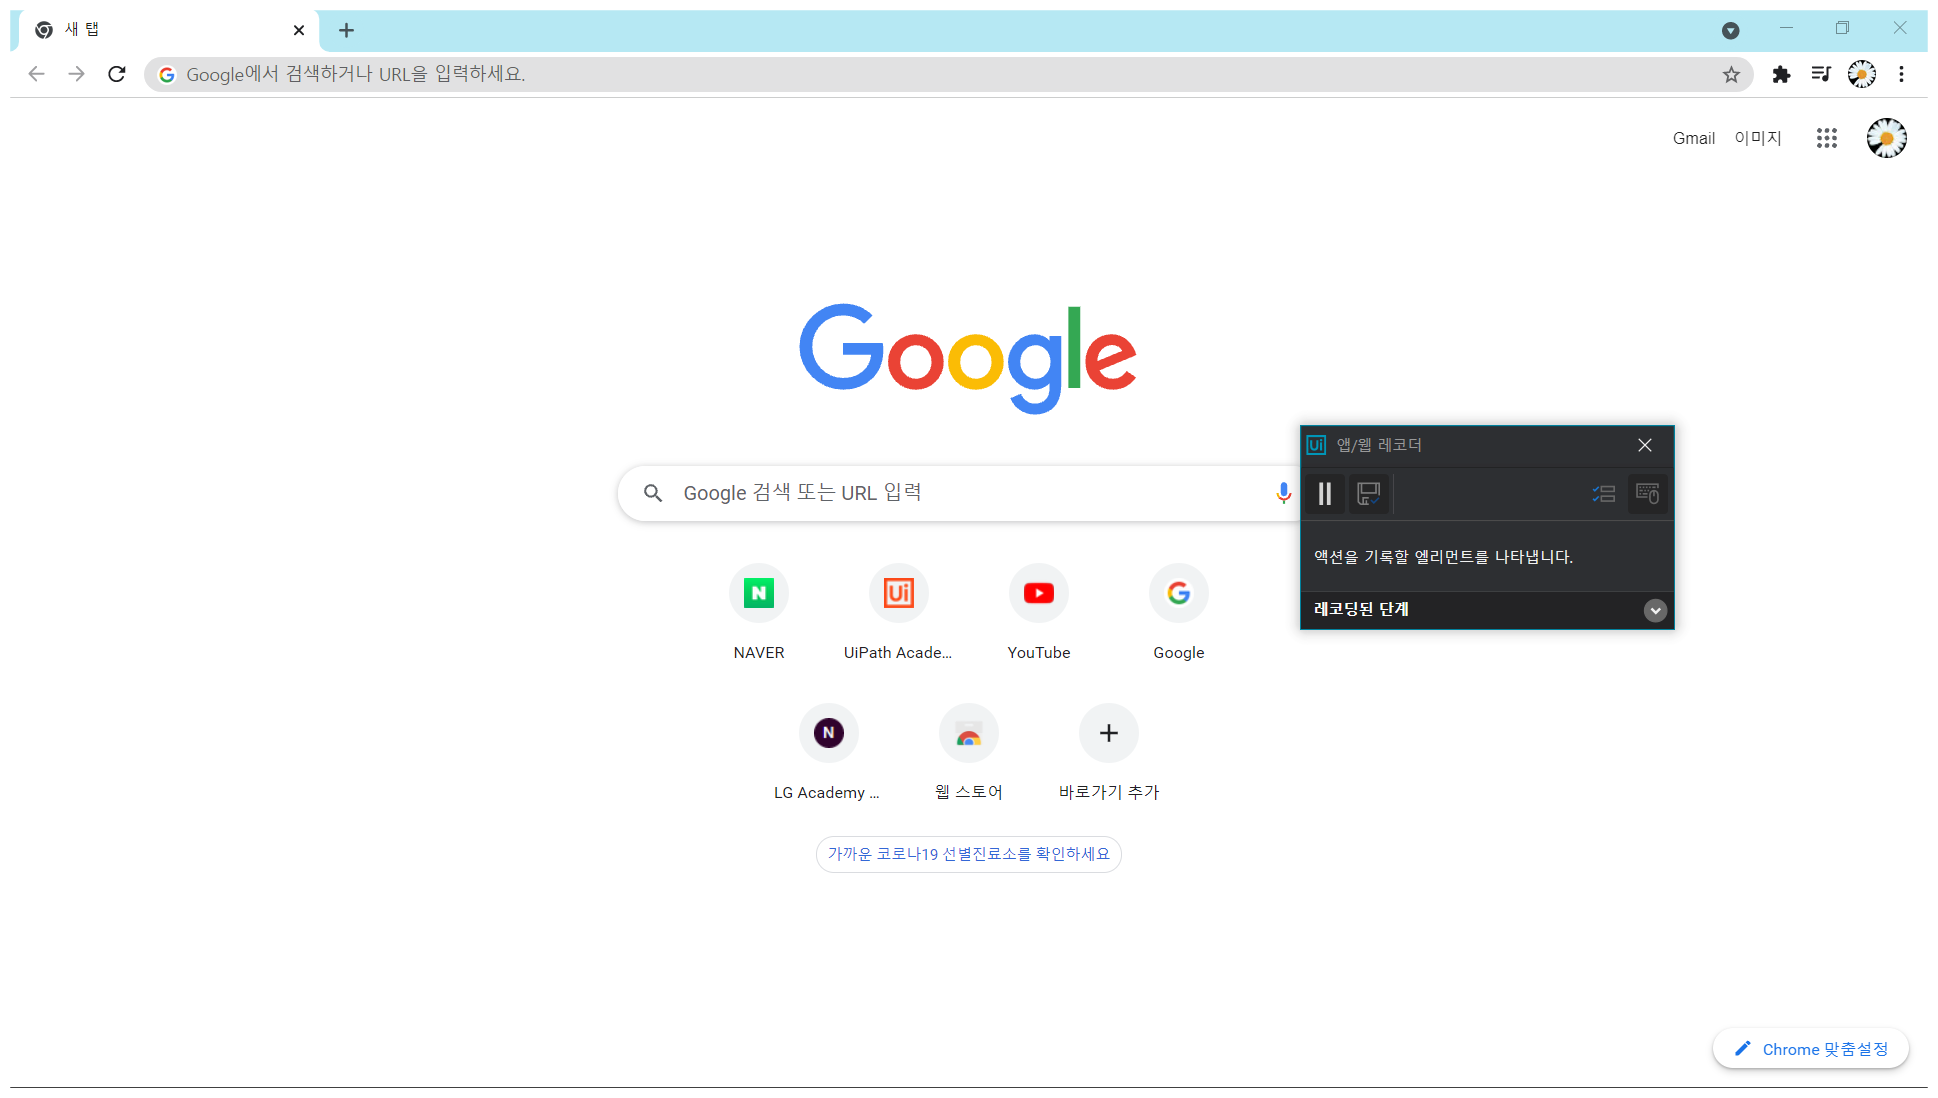 새 탭
Google에서 검색하거나 URL을 입력하세요.
Gmail 이미지
Google
Google 검색 또는 URL 입력
Ui 앱/웹 레코더
액션을 기록할 엘리먼트를 나타냅니다.
레코딩된 단계
N Ui
NAVER UiPath Acade... YouTube Google
N
LG Academy ... 웹 스토어 바로가기 추가
가까운 코로나19 선별진료소를 확인하세요
Chrome 맞춤설정